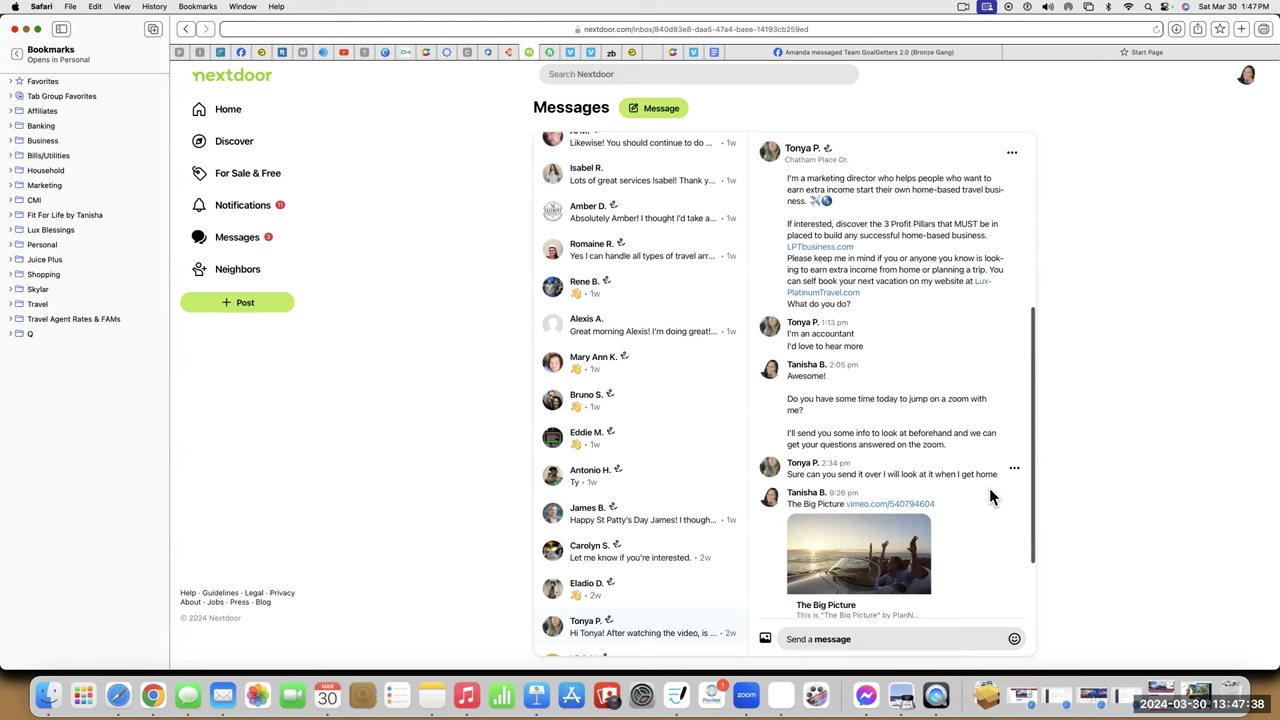 Safari File Edit View History Bookmarks Window Help
Sat Mar 30 1:47 PM
Bookmarks
Opens in Personal
nextdoor.com/inbox/840d83e8-daa5-47a4-baee-14193cb259ed
Amanda messaged Team GoalGetters 2.0 (Bronze Gang)
Start Page
Favorites
Tab Group Favorites
Affiliates
Banking
Business
Bills/Utilities
Household
Marketing
CMI
Fit For Life by Tanisha
Lux Blessings
Personal
Juice Plus
Shopping
Skylar
Travel
Travel Agent Rates & FAMs
Q
nextdoor
Search Nextdoor
Home
Discover
For Sale & Free
Notifications 11
Messages 3
Neighbors
+ Post
Help · Guidelines · Legal · Privacy
About · Jobs · Press · Blog
© 2024 Nextdoor
Messages
Message
Likewise! You should continue to do ... • 1w
Isabel R.
Lots of great services Isabel! Thank y... • 1w
Amber D.
Absolutely Amber! I thought I'd take a... • 1w
Romaine R.
Yes I can handle all types of travel arr... • 1w
Rene B.
👋 • 1w
Alexis A.
Great morning Alexis! I'm doing great!... • 1w
Mary Ann K.
👋 • 1w
Bruno S.
👋 • 1w
Eddie M.
👋 • 1w
Antonio H.
Ty • 1w
James B.
Happy St Patty's Day James! I though... • 1w
Carolyn S.
Let me know if you're interested. • 2w
Eladio D.
👋 • 2w
Tonya P.
Hi Tonya! After watching the video, is ... • 2w
Tonya P.
Chatham Place Dr.
I'm a marketing director who helps people who want to
earn extra income start their own home-based travel busi-
ness. ✈️🌎
If interested, discover the 3 Profit Pillars that MUST be in
placed to build any successful home-based business.
LPTbusiness.com
Please keep me in mind if you or anyone you know is look-
ing to earn extra income from home or planning a trip. You
can self book your next vacation on my website at Lux-
PlatinumTravel.com
What do you do?
Tonya P. 1:13 pm
I'm an accountant
I'd love to hear more
Tanisha B. 2:05 pm
Awesome!
Do you have some time today to jump on a zoom with
me?
I'll send you some info to look at beforehand and we can
get your questions answered on the zoom.
Tonya P. 2:34 pm
Sure can you send it over I will look at it when I get home
Tanisha B. 9:26 pm
The Big Picture vimeo.com/540794604
The Big Picture
This is "The Big Picture" by PlanN...
Send a message
MAR
30
zoom
2024-03-30 13:47:38